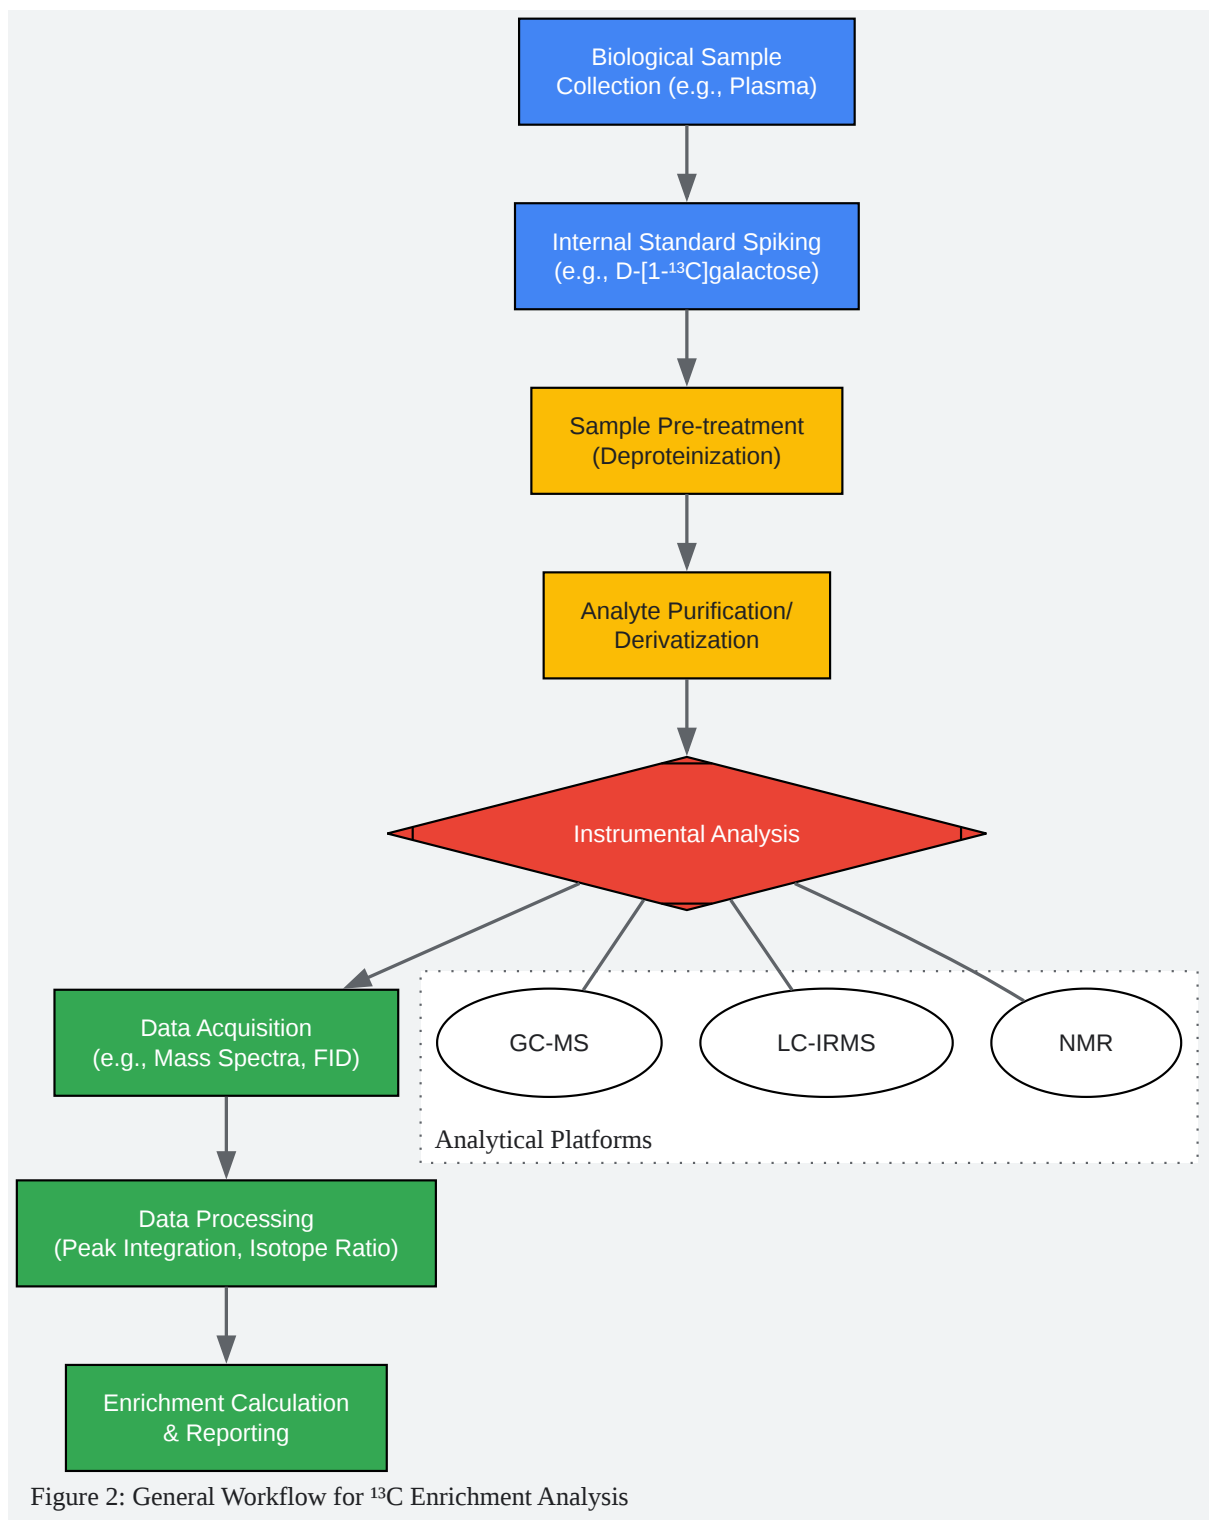 Biological Sample
Collection (e.g., Plasma)
Internal Standard Spiking
(e.g., D-[1-¹³C]galactose)
Sample Pre-treatment
(Deproteinization)
Analyte Purification/
Derivatization
Instrumental Analysis
Data Acquisition
(e.g., Mass Spectra, FID)
GC-MS
LC-IRMS
NMR
Analytical Platforms
Data Processing
(Peak Integration, Isotope Ratio)
Enrichment Calculation
& Reporting
Figure 2: General Workflow for ¹³C Enrichment Analysis